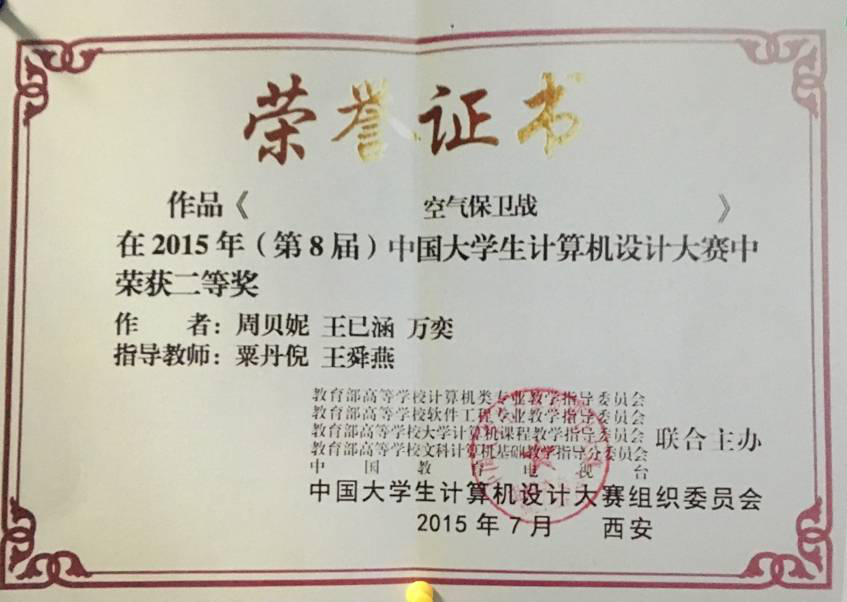 荣誉证书
作品《 空气保卫战 》
在2015年(第8届)中国大学生计算机设计大赛中
荣获二等奖
作 者:周贝妮 王已涵 万奕
指导教师:粟丹倪 王舜燕
教育部高等学校计算机类专业教学指导委员会
教育部高等学校软件工程专业教学指导委员会
教育部高等学校大学计算机课程教学指导委员会
教育部高等学校文科计算机基础教学指导分委员会
中国教育电视台
联合主办
中国大学生计算机设计大赛组织委员会
2015年7月 西安